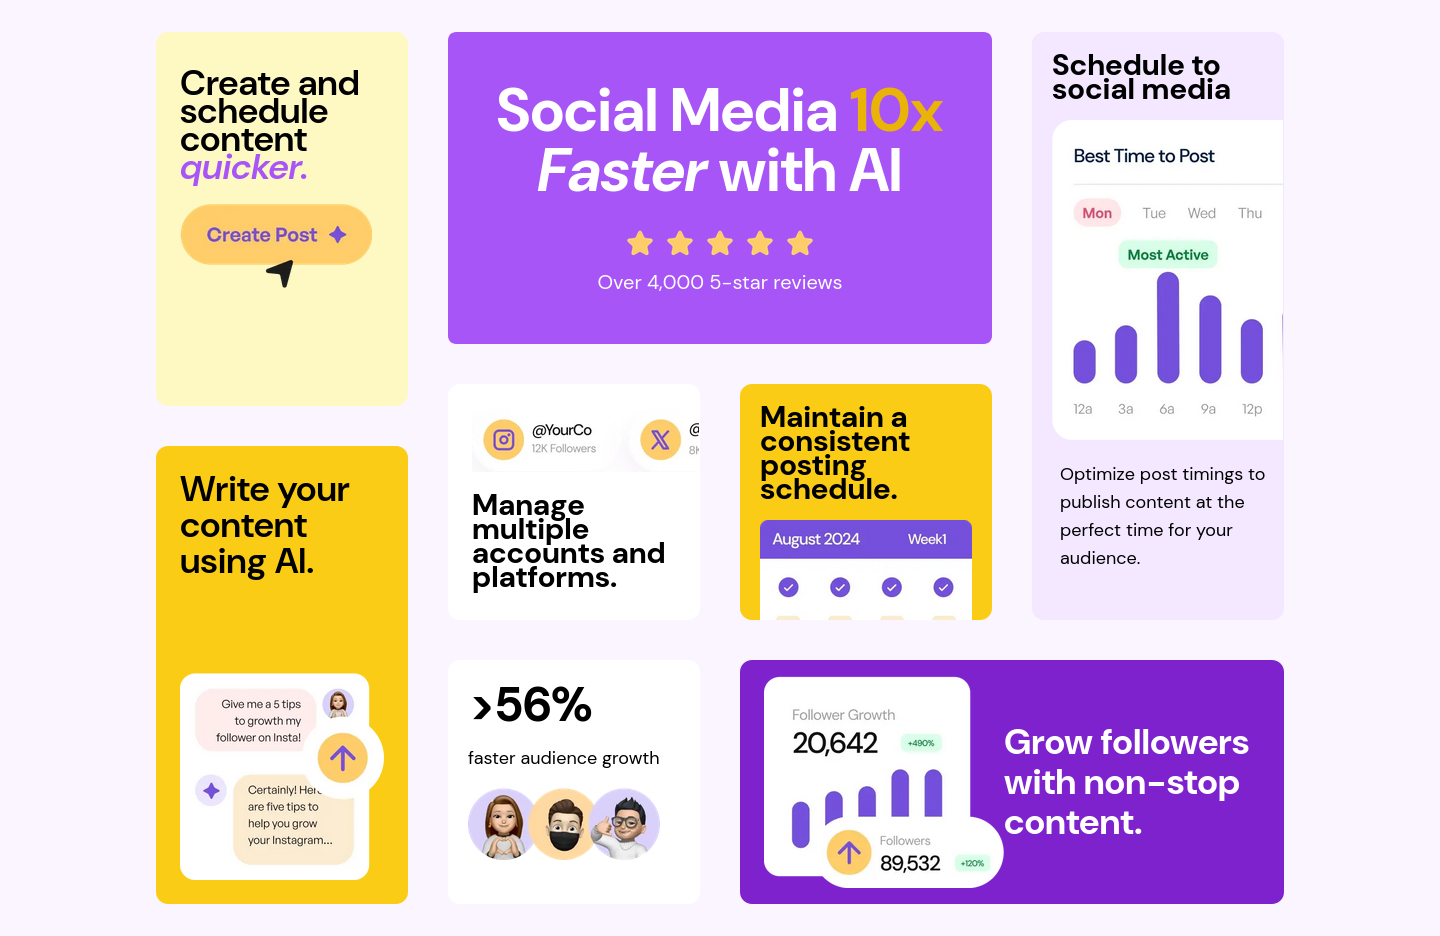 Create and
schedule
content
quicker.
Create Post
Social Media 10x
Faster with AI
Over 4,000 5-star reviews
Schedule to
social media
Best Time to Post
Mon Tue Wed Thu
Most Active
12a 3a 6a 9a 12p
Optimize post timings to
publish content at the
perfect time for your
audience.
Write your
content
using AI.
Give me a 5 tips
to growth my
follower on Insta!
Certainly! Here
are five tips to
help you grow
your Instagram...
@YourCo
12K Followers
@
8K
Manage
multiple
accounts and
platforms.
Maintain a
consistent
posting
schedule.
August 2024 Week1
>56%
faster audience growth
Follower Growth
20,642 +490%
Followers
89,532 +120%
Grow followers
with non-stop
content.